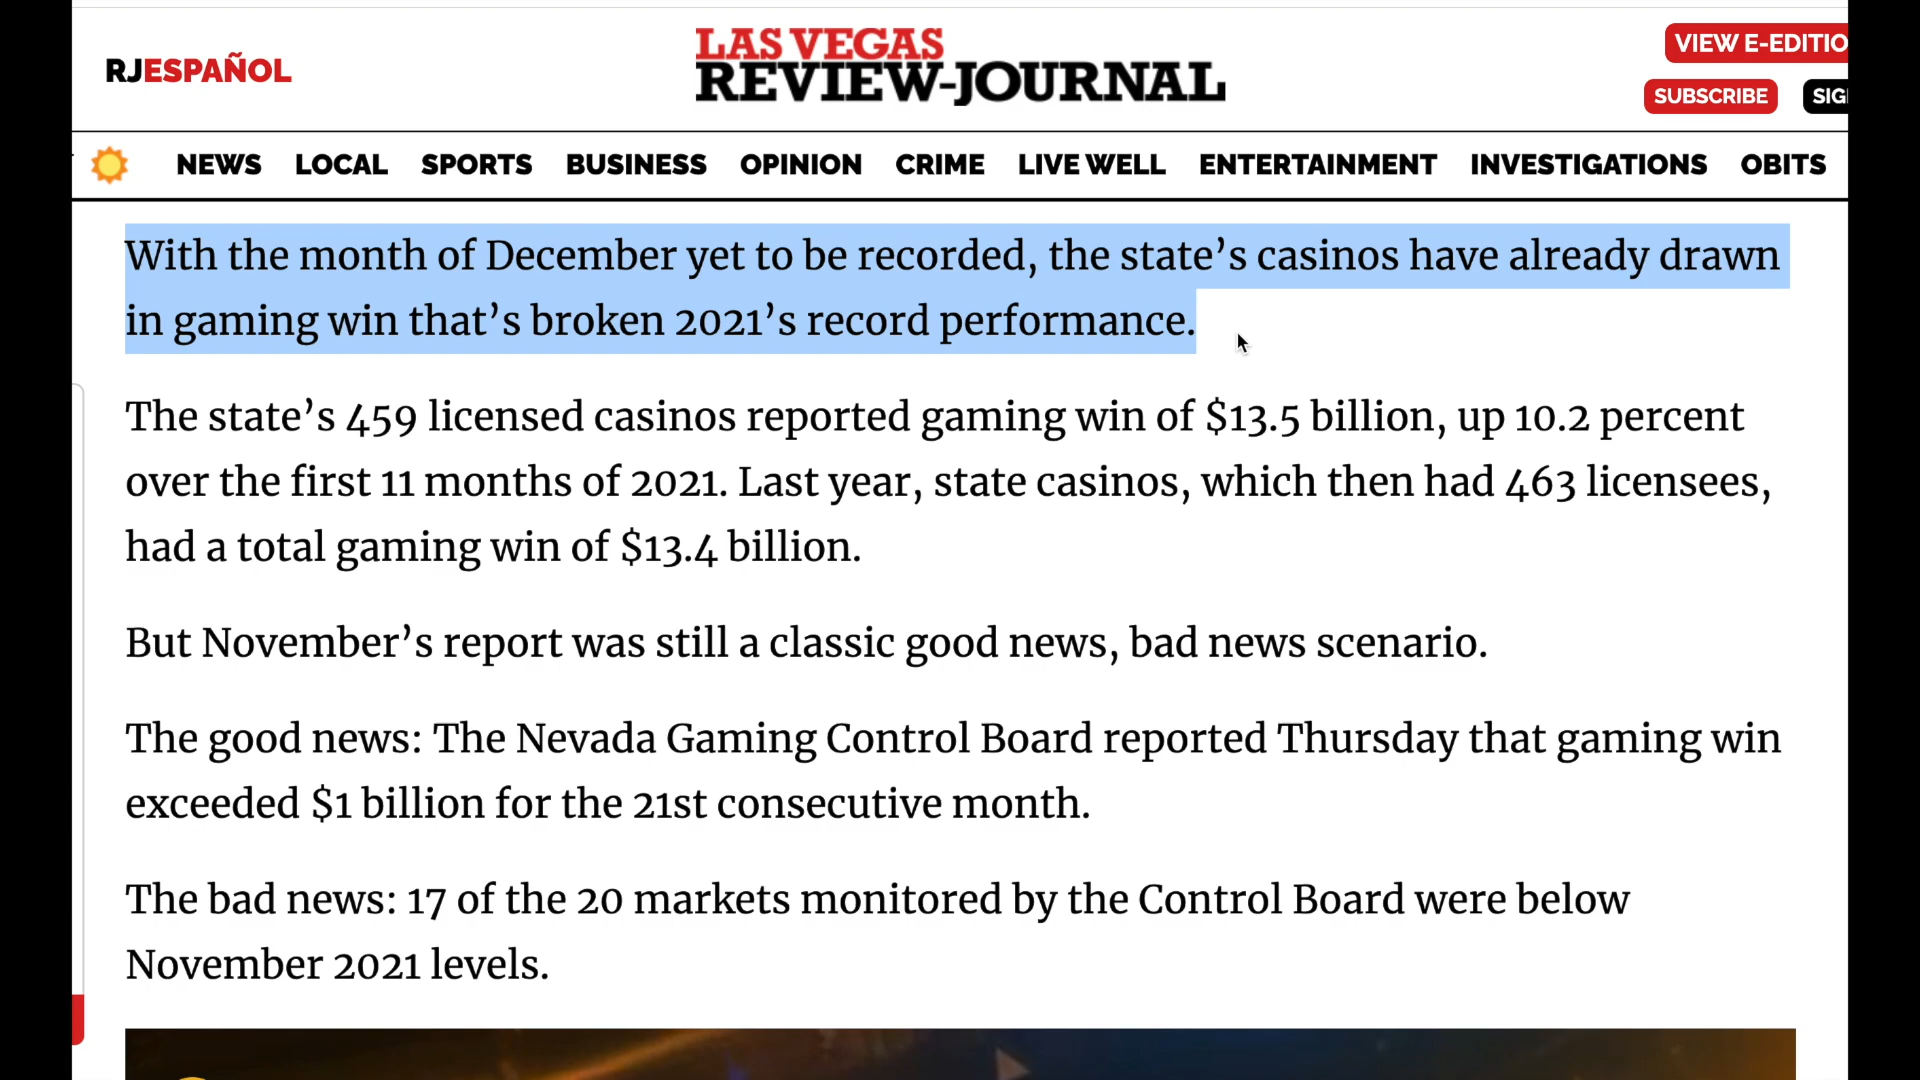 RJESPAÑOL
LAS VEGAS
REVIEW-JOURNAL
VIEW E-EDITIO
SUBSCRIBE
SIG
NEWS LOCAL SPORTS BUSINESS OPINION CRIME LIVE WELL ENTERTAINMENT INVESTIGATIONS OBITS
With the month of December yet to be recorded, the state’s casinos have already drawn
in gaming win that’s broken 2021’s record performance.
The state’s 459 licensed casinos reported gaming win of $13.5 billion, up 10.2 percent
over the first 11 months of 2021. Last year, state casinos, which then had 463 licensees,
had a total gaming win of $13.4 billion.
But November’s report was still a classic good news, bad news scenario.
The good news: The Nevada Gaming Control Board reported Thursday that gaming win
exceeded $1 billion for the 21st consecutive month.
The bad news: 17 of the 20 markets monitored by the Control Board were below
November 2021 levels.